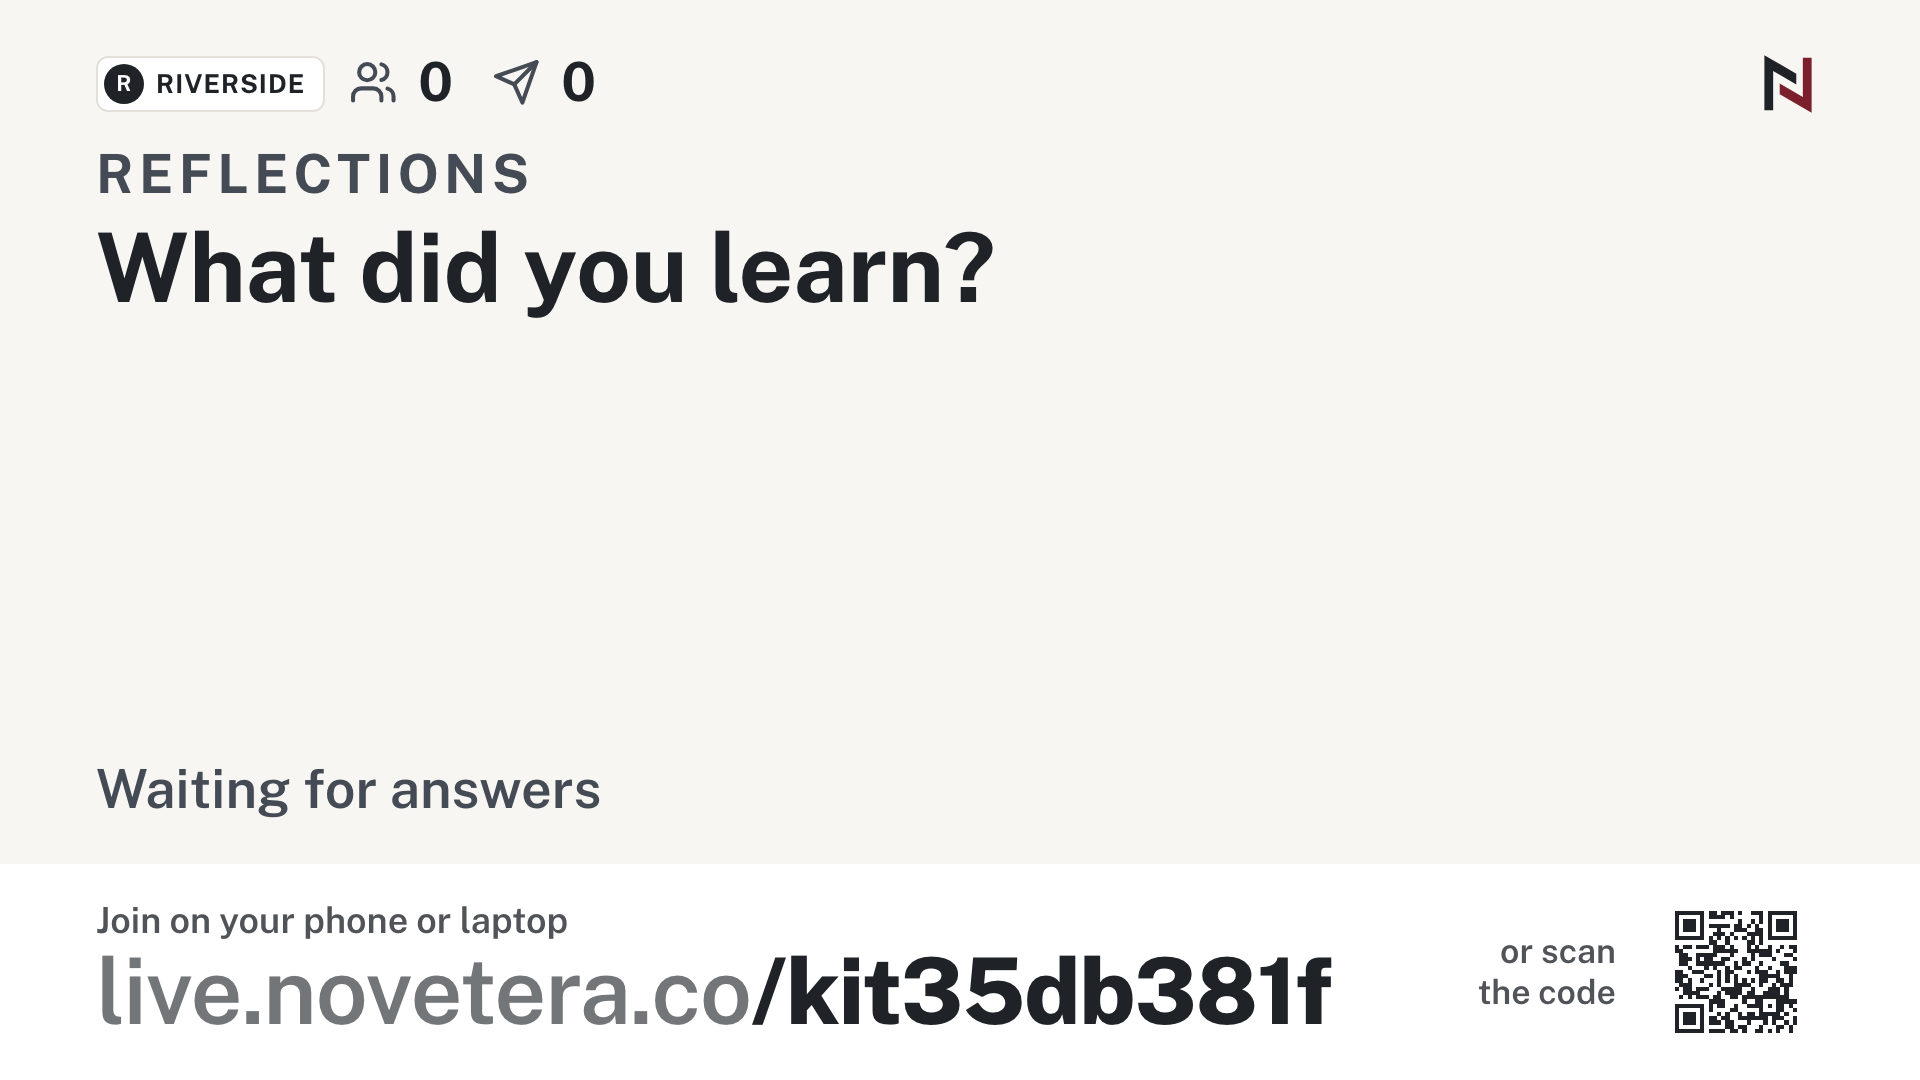 R RIVERSIDE 0 0
REFLECTIONS
What did you learn?
Waiting for answers
Join on your phone or laptop
live.novetera.co/kit35db381f
or scan
the code